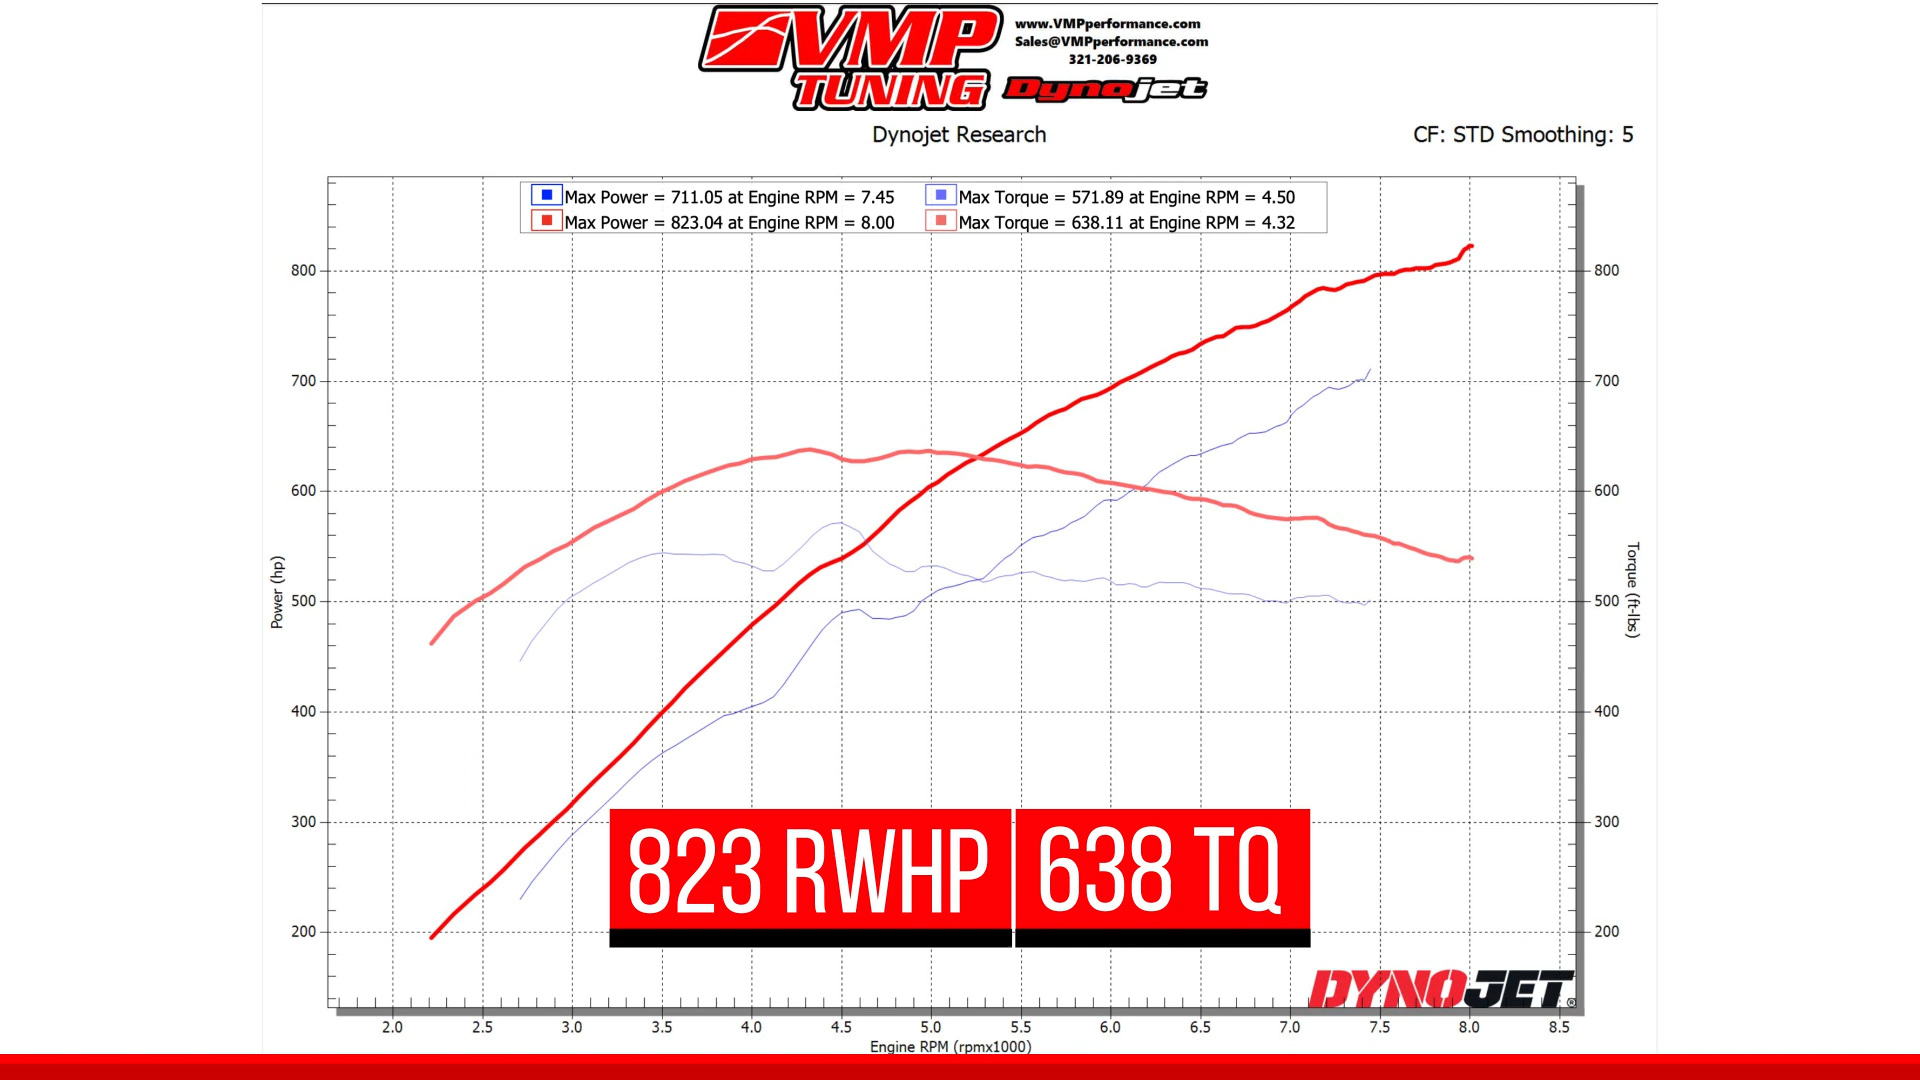 VMP
TUNING
www.VMPperformance.com
Sales@VMPperformance.com
321-206-9369
Dynojet
Dynojet Research
CF: STD Smoothing: 5
Max Power = 711.05 at Engine RPM = 7.45
Max Torque = 571.89 at Engine RPM = 4.50
Max Power = 823.04 at Engine RPM = 8.00
Max Torque = 638.11 at Engine RPM = 4.32
800
700
600
500
400
300
200
Power (hp)
800
700
600
500
400
300
200
Torque (ft-lbs)
823 RWHP
638 TQ
DYNOJET®
2.0 2.5 3.0 3.5 4.0 4.5 5.0 5.5 6.0 6.5 7.0 7.5 8.0 8.5
Engine RPM (rpmx1000)